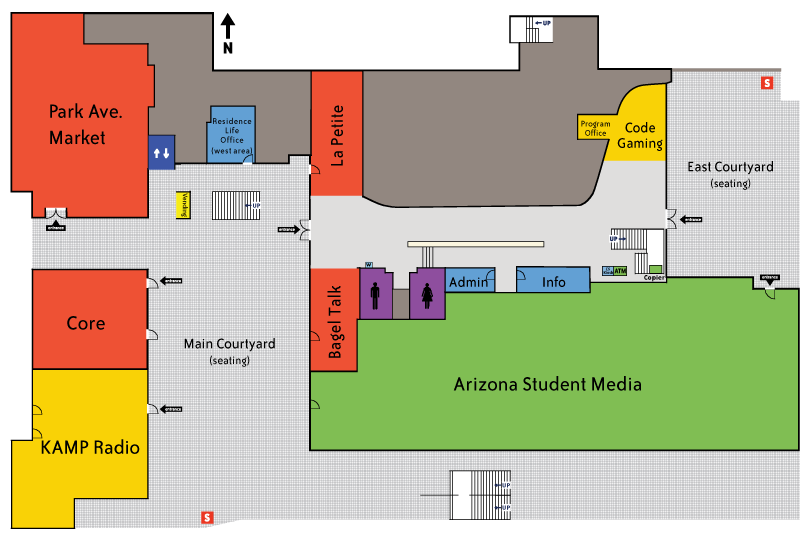 N
UP
S
Park Ave.
Market
Residence
Life
Office
(west area)
La Petite
Program
Office
Code
Gaming
East Courtyard
(seating)
Vending
UP
entrance
entrance
entrance
UP
W
ATM
Copier
entrance
entrance
Admin
Info
Core
Bagel Talk
Main Courtyard
(seating)
Arizona Student Media
entrance
KAMP Radio
UP
UP
S